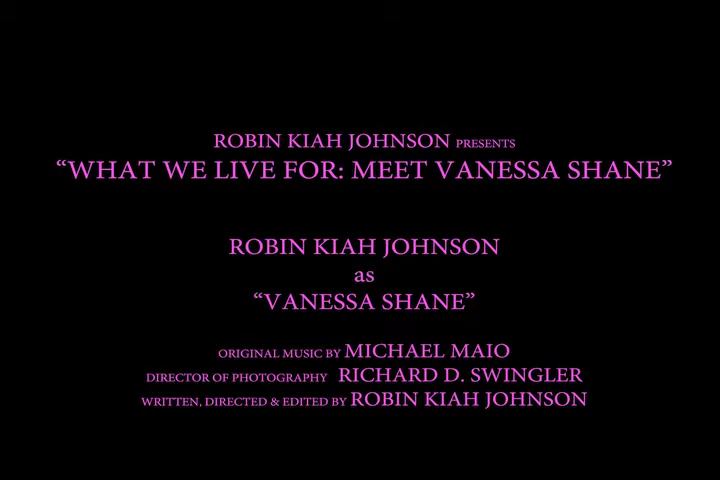 ROBIN KIAH JOHNSON PRESENTS
“WHAT WE LIVE FOR: MEET VANESSA SHANE”
ROBIN KIAH JOHNSON
as
“VANESSA SHANE”
ORIGINAL MUSIC BY MICHAEL MAIO
DIRECTOR OF PHOTOGRAPHY RICHARD D. SWINGLER
WRITTEN, DIRECTED & EDITED BY ROBIN KIAH JOHNSON